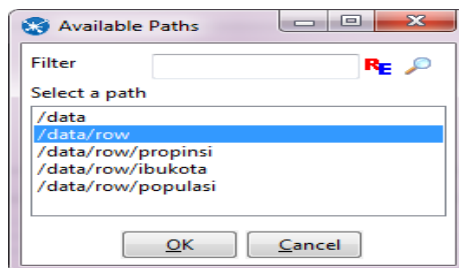 Available Paths
Filter
RE
Select a path
/data
/data/row
/data/row/propinsi
/data/row/ibukota
/data/row/populasi
OK
Cancel